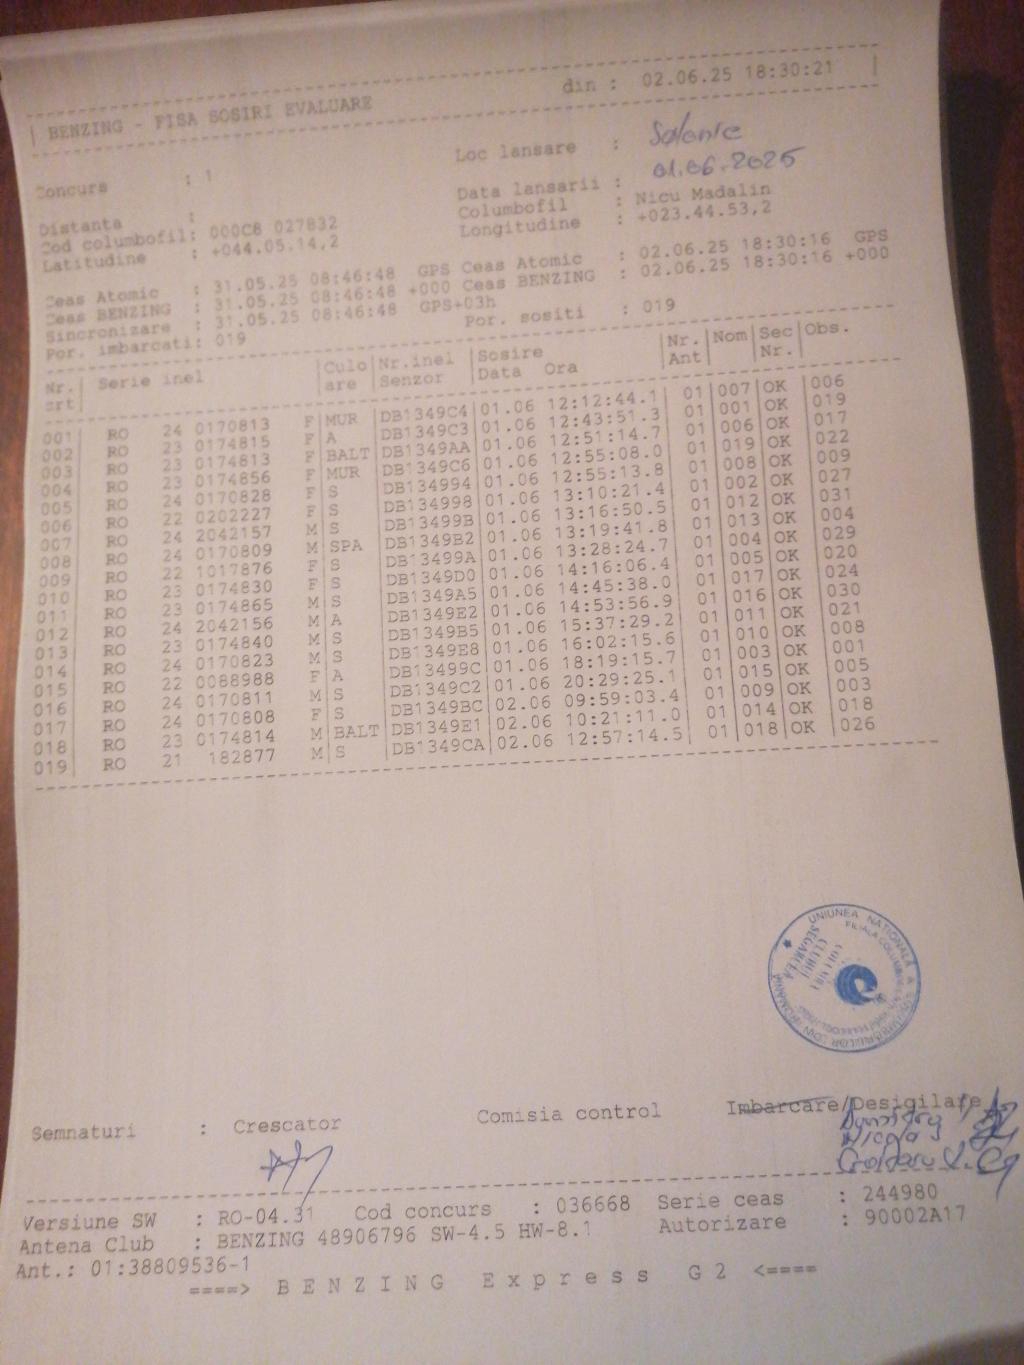 | BENZING - FISA SOSIRI EVALUARE din : 02.06.25 18:30:21 |
Concurs : 1 Loc lansare :
01.06.2025
Distanta : Data lansarii :
Cod columbofil: 000C8 027832 Columbofil : Nicu Madalin
Latitudine : +044.05.14,2 Longitudine : +023.44.53,2
Ceas Atomic : 31.05.25 08:46:48 GPS Ceas Atomic : 02.06.25 18:30:16 GPS
Ceas BENZING : 31.05.25 08:46:48 +000 Ceas BENZING : 02.06.25 18:30:16 +000
Sincronizare : 31.05.25 08:46:48 GPS+03h
Por. imbarcati: 019 Por. sositi : 019
Nr. | Serie inel | Culo | Nr.inel | Sosire | Nr. | Nom | Sec | Obs.
crt | | are | Senzor | Data Ora | Ant | | Nr. |
001| RO 24 0170813 F|MUR |DB1349C4|01.06 12:12:44.1| 01|007|OK |006
002| RO 23 0174815 F|A |DB1349C3|01.06 12:43:51.3| 01|001|OK |019
003| RO 23 0174813 F|BALT|DB1349AA|01.06 12:51:14.7| 01|006|OK |017
004| RO 23 0174856 F|MUR |DB1349C6|01.06 12:55:08.0| 01|019|OK |022
005| RO 24 0170828 F|S |DB134994|01.06 12:55:13.8| 01|008|OK |009
006| RO 22 0202227 F|S |DB134998|01.06 13:10:21.4| 01|002|OK |027
007| RO 24 2042157 M|S |DB13499B|01.06 13:16:50.5| 01|012|OK |031
008| RO 24 0170809 M|SPA |DB1349B2|01.06 13:19:41.8| 01|013|OK |004
009| RO 22 1017876 F|S |DB13499A|01.06 13:28:24.7| 01|004|OK |029
010| RO 23 0174830 F|S |DB1349D0|01.06 14:16:06.4| 01|005|OK |020
011| RO 23 0174865 M|S |DB1349A5|01.06 14:45:38.0| 01|017|OK |024
012| RO 24 2042156 M|A |DB1349E2|01.06 14:53:56.9| 01|016|OK |030
013| RO 23 0174840 M|S |DB1349B5|01.06 15:37:29.2| 01|011|OK |021
014| RO 24 0170823 M|S |DB1349E8|01.06 16:02:15.6| 01|010|OK |008
015| RO 22 0088988 F|A |DB13499C|01.06 18:19:15.7| 01|003|OK |001
016| RO 24 0170811 M|S |DB1349C2|01.06 20:29:25.1| 01|015|OK |005
017| RO 24 0170808 F|S |DB1349BC|02.06 09:59:03.4| 01|009|OK |003
018| RO 23 0174814 M|BALT|DB1349E1|02.06 10:21:11.0| 01|014|OK |018
019| RO 21 182877 M|S |DB1349CA|02.06 12:57:14.5| 01|018|OK |026
UNIUNEA NATIONALĂ A COLUMBOFILILOR DIN ROMÂNIA
CLUBUL
SEGARCEA
Semnaturi : Crescator Comisia control Imbarcare/Desigilare
Versiune SW : RO-04.31 Cod concurs : 036668 Serie ceas : 244980
Antena Club : BENZING 48906796 SW-4.5 HW-8.1 Autorizare : 90002A17
Ant.: 01:38809536-1
====> BENZING Express G2 <====